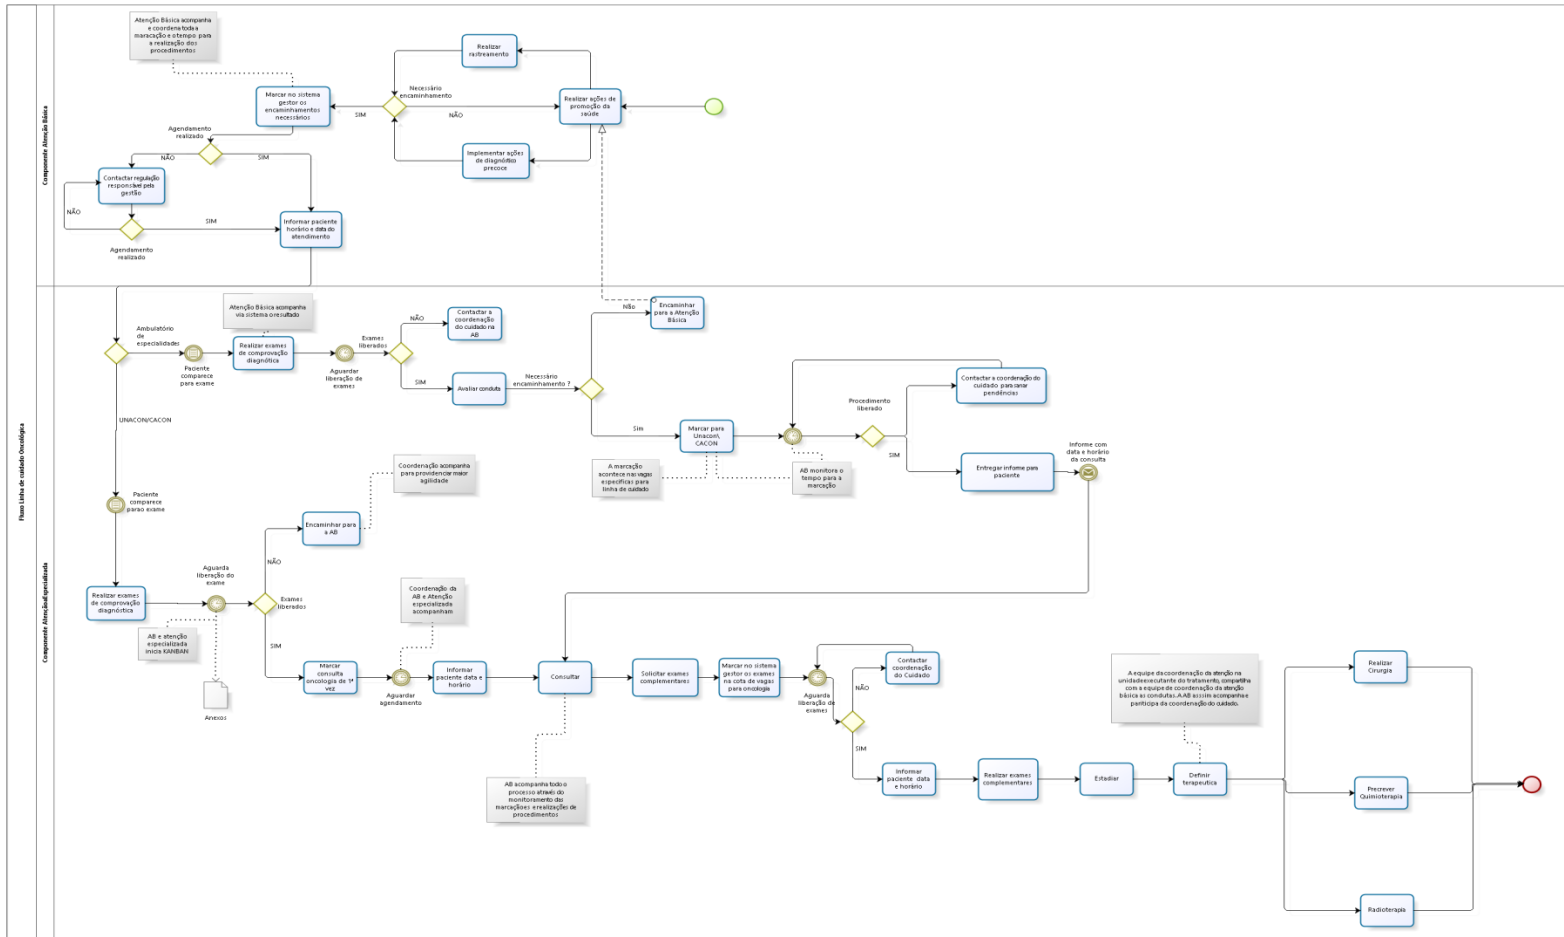 Fluxo Linha de cuidado Oncológica
Componente Atenção Básica
Atenção Básica acompanha
e coordena toda a
maracação e o tempo para
a realização dos
procedimentos
Realizar
rastreamento
Necessário
encaminhamento
Marcar no sistema
gestor os
encaminhamentos
necessários
SIM
NÃO
Realizar ações de
promoção da
saúde
Implementar ações
de diagnóstico
precoce
Agendamento
realizado
NÃO
SIM
Contactar regulação
responsável pela
gestão
NÃO
SIM
Agendamento
realizado
Informar paciente
horário e data do
atendimento
Componente Atenção Especializada
Atenção Básica acompanha
via sistema o resultado
Ambulatório
de
especialidades
Paciente
comparece
para exame
Realizar exames
de comprovação
diagnótica
Aguardar
liberação de
exames
Exames
liberados
NÃO
Contactar a
coordenação
do cuidado na
AB
SIM
Avaliar conduta
Necessário
encaminhamento ?
Não
Encaminhar
para a Atenção
Básica
Sim
Marcar para
Unacon\
CACON
A marcação
acontece nas vagas
especificas para
linha de cuidado
AB monitora o
tempo para a
marcação
Procedimento
liberado
Contactar a coordenação do
cuidado para sanar
pendências
SIM
Entregar informe para
paciente
Informe com
data e horário
da consulta
UNACON/CACON
Paciente
comparece
para o exame
Realizar exames
de comprovação
diagnóstica
Aguarda
liberação do
exame
AB e atenção
especializada
inicia KANBAN
Anexos
Exames
liberados
NÃO
Encaminhar para
a AB
Coordenação acompanha
para providenciar maior
agilidade
SIM
Marcar
consulta
oncologia de 1ª
vez
Aguardar
agendamento
Coordenação da
AB e Atenção
especializada
acompanham
Informar
paciente data e
horário
Consultar
AB acompanha todo o
processo através do
monitoramento das
marcações e realizações de
procedimentos
Solicitar exames
complementares
Marcar no sistema
gestor os exames
na cota de vagas
para oncologia
Aguarda
liberação de
exames
Contactar
coordenação
do Cuidado
NÃO
SIM
Informar
paciente data
e horário
Realizar exames
complementares
Estadiar
Definir
terapeutica
A equipe da coordenação da atenção na
unidade executante do tratamento, compartilha
com a equipe de coordenação da atenção
básica as condutas. A AB asssim acompanha e
participa da coordenação do cuidado.
Realizar
Cirurgia
Precrever
Quimioterapia
Radioterapia